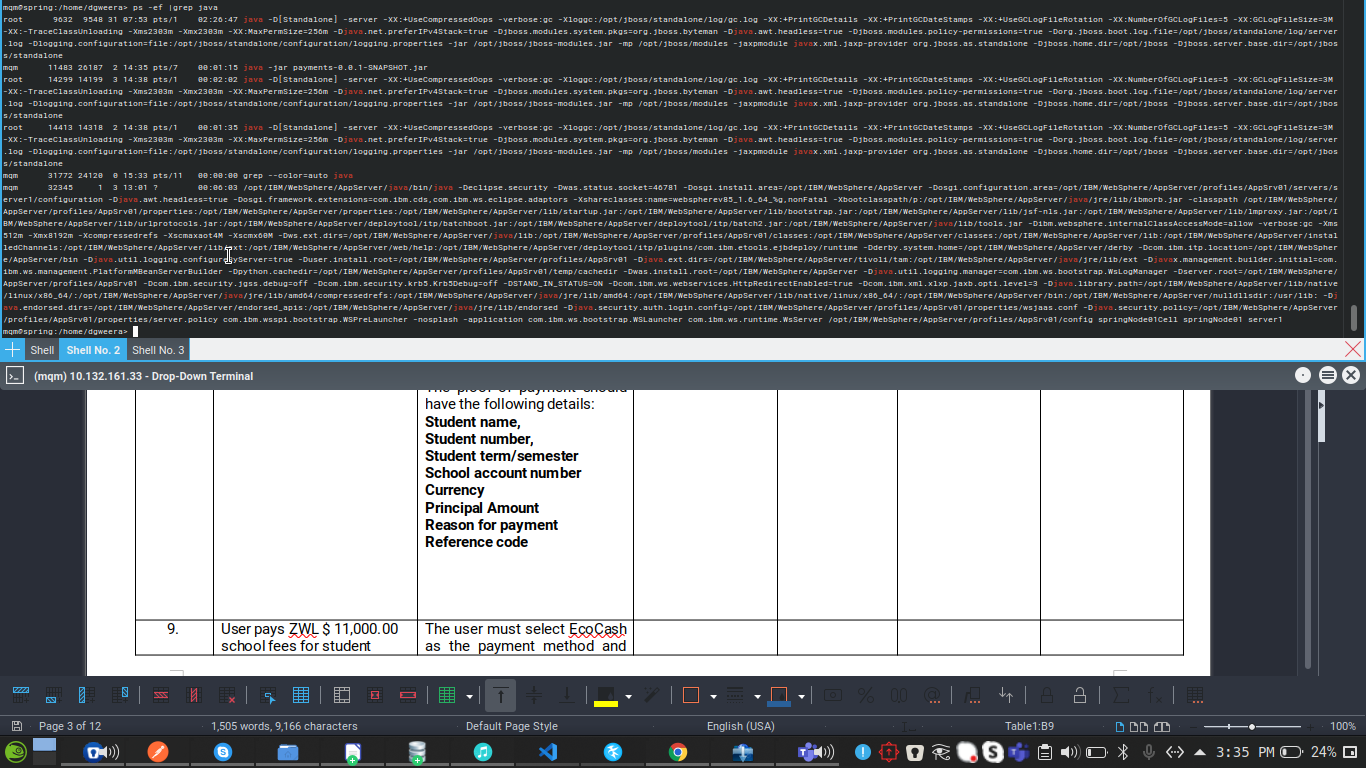 mqm@spring:/home/dgweera> ps -ef |grep java
root      9632  9548 31 07:53 pts/1    02:26:47 java -D[Standalone] -server -XX:+UseCompressedOops -verbose:gc -Xloggc:/opt/jboss/standalone/log/gc.log -XX:+PrintGCDetails -XX:+PrintGCDateStamps -XX:+UseGCLogFileRotation -XX:NumberOfGCLogFiles=5 -XX:GCLogFileSize=3M
-XX:-TraceClassUnloading -Xms2303m -Xmx2303m -XX:MaxPermSize=256m -Djava.net.preferIPv4Stack=true -Djboss.modules.system.pkgs=org.jboss.byteman -Djava.awt.headless=true -Djboss.modules.policy-permissions=true -Dorg.jboss.boot.log.file=/opt/jboss/standalone/log/server
.log -Dlogging.configuration=file:/opt/jboss/standalone/configuration/logging.properties -jar /opt/jboss/jboss-modules.jar -mp /opt/jboss/modules -jaxpmodule javax.xml.jaxp-provider org.jboss.as.standalone -Djboss.home.dir=/opt/jboss -Djboss.server.base.dir=/opt/jbos
s/standalone
mqm      11483 26187  2 14:35 pts/7    00:01:15 java -jar payments-0.0.1-SNAPSHOT.jar
root     14299 14199  3 14:38 pts/1    00:02:02 java -D[Standalone] -server -XX:+UseCompressedOops -verbose:gc -Xloggc:/opt/jboss/standalone/log/gc.log -XX:+PrintGCDetails -XX:+PrintGCDateStamps -XX:+UseGCLogFileRotation -XX:NumberOfGCLogFiles=5 -XX:GCLogFileSize=3M
-XX:-TraceClassUnloading -Xms2303m -Xmx2303m -XX:MaxPermSize=256m -Djava.net.preferIPv4Stack=true -Djboss.modules.system.pkgs=org.jboss.byteman -Djava.awt.headless=true -Djboss.modules.policy-permissions=true -Dorg.jboss.boot.log.file=/opt/jboss/standalone/log/server
.log -Dlogging.configuration=file:/opt/jboss/standalone/configuration/logging.properties -jar /opt/jboss/jboss-modules.jar -mp /opt/jboss/modules -jaxpmodule javax.xml.jaxp-provider org.jboss.as.standalone -Djboss.home.dir=/opt/jboss -Djboss.server.base.dir=/opt/jbos
s/standalone
root     14413 14318  2 14:38 pts/1    00:01:35 java -D[Standalone] -server -XX:+UseCompressedOops -verbose:gc -Xloggc:/opt/jboss/standalone/log/gc.log -XX:+PrintGCDetails -XX:+PrintGCDateStamps -XX:+UseGCLogFileRotation -XX:NumberOfGCLogFiles=5 -XX:GCLogFileSize=3M
-XX:-TraceClassUnloading -Xms2303m -Xmx2303m -XX:MaxPermSize=256m -Djava.net.preferIPv4Stack=true -Djboss.modules.system.pkgs=org.jboss.byteman -Djava.awt.headless=true -Djboss.modules.policy-permissions=true -Dorg.jboss.boot.log.file=/opt/jboss/standalone/log/server
.log -Dlogging.configuration=file:/opt/jboss/standalone/configuration/logging.properties -jar /opt/jboss/jboss-modules.jar -mp /opt/jboss/modules -jaxpmodule javax.xml.jaxp-provider org.jboss.as.standalone -Djboss.home.dir=/opt/jboss -Djboss.server.base.dir=/opt/jbos
s/standalone
mqm      31772 24120  0 15:33 pts/11   00:00:00 grep --color=auto java
mqm      32345     1  3 13:01 ?        00:06:03 /opt/IBM/WebSphere/AppServer/java/bin/java -Declipse.security -Dwas.status.socket=46781 -Dosgi.install.area=/opt/IBM/WebSphere/AppServer -Dosgi.configuration.area=/opt/IBM/WebSphere/AppServer/profiles/AppSrv01/servers/s
erver1/configuration -Djava.awt.headless=true -Dosgi.framework.extensions=com.ibm.cds,com.ibm.ws.eclipse.adaptors -Xshareclasses:name=webspherev85_1.6_64_%g,nonFatal -Xbootclasspath/p:/opt/IBM/WebSphere/AppServer/java/jre/lib/ibmorb.jar -classpath /opt/IBM/WebSphere/
AppServer/profiles/AppSrv01/properties:/opt/IBM/WebSphere/AppServer/properties:/opt/IBM/WebSphere/AppServer/lib/startup.jar:/opt/IBM/WebSphere/AppServer/lib/bootstrap.jar:/opt/IBM/WebSphere/AppServer/lib/jsf-nls.jar:/opt/IBM/WebSphere/AppServer/lib/lmproxy.jar:/opt/I
BM/WebSphere/AppServer/lib/urlprotocols.jar:/opt/IBM/WebSphere/AppServer/deploytool/itp/batchboot.jar:/opt/IBM/WebSphere/AppServer/deploytool/itp/batch2.jar:/opt/IBM/WebSphere/AppServer/java/lib/tools.jar -Dibm.websphere.internalClassAccessMode=allow -verbose:gc -Xms
512m -Xmx8192m -Xcompressedrefs -Xscmaxaot4M -Xscmx60M -Dws.ext.dirs=/opt/IBM/WebSphere/AppServer/java/lib:/opt/IBM/WebSphere/AppServer/profiles/AppSrv01/classes:/opt/IBM/WebSphere/AppServer/classes:/opt/IBM/WebSphere/AppServer/lib:/opt/IBM/WebSphere/AppServer/instal
ledChannels:/opt/IBM/WebSphere/AppServer/lib/ext:/opt/IBM/WebSphere/AppServer/web/help:/opt/IBM/WebSphere/AppServer/deploytool/itp/plugins/com.ibm.etools.ejbdeploy/runtime -Dderby.system.home=/opt/IBM/WebSphere/AppServer/derby -Dcom.ibm.itp.location=/opt/IBM/WebSpher
e/AppServer/bin -Djava.util.logging.configureByServer=true -Duser.install.root=/opt/IBM/WebSphere/AppServer/profiles/AppSrv01 -Djava.ext.dirs=/opt/IBM/WebSphere/AppServer/tivoli/tam:/opt/IBM/WebSphere/AppServer/java/jre/lib/ext -Djavax.management.builder.initial=com.
ibm.ws.management.PlatformMBeanServerBuilder -Dpython.cachedir=/opt/IBM/WebSphere/AppServer/profiles/AppSrv01/temp/cachedir -Dwas.install.root=/opt/IBM/WebSphere/AppServer -Djava.util.logging.manager=com.ibm.ws.bootstrap.WsLogManager -Dserver.root=/opt/IBM/WebSphere/
AppServer/profiles/AppSrv01 -Dcom.ibm.security.jgss.debug=off -Dcom.ibm.security.krb5.Krb5Debug=off -DSTAND_IN_STATUS=ON -Dcom.ibm.ws.webservices.HttpRedirectEnabled=true -Dcom.ibm.xml.xlxp.jaxb.opti.level=3 -Djava.library.path=/opt/IBM/WebSphere/AppServer/lib/native
/linux/x86_64/:/opt/IBM/WebSphere/AppServer/java/jre/lib/amd64/compressedrefs:/opt/IBM/WebSphere/AppServer/java/jre/lib/amd64:/opt/IBM/WebSphere/AppServer/lib/native/linux/x86_64/:/opt/IBM/WebSphere/AppServer/bin:/opt/IBM/WebSphere/AppServer/nulldllsdir:/usr/lib: -Dj
ava.endorsed.dirs=/opt/IBM/WebSphere/AppServer/endorsed_apis:/opt/IBM/WebSphere/AppServer/java/jre/lib/endorsed -Djava.security.auth.login.config=/opt/IBM/WebSphere/AppServer/profiles/AppSrv01/properties/wsjaas.conf -Djava.security.policy=/opt/IBM/WebSphere/AppServer
/profiles/AppSrv01/properties/server.policy com.ibm.wsspi.bootstrap.WSPreLauncher -nosplash -application com.ibm.ws.bootstrap.WSLauncher com.ibm.ws.runtime.WsServer /opt/IBM/WebSphere/AppServer/profiles/AppSrv01/config springNode01Cell springNode01 server1
mqm@spring:/home/dgweera>
Shell Shell No. 2 Shell No. 3
(mqm) 10.132.161.33 - Drop-Down Terminal
The proof of payment should
have the following details:
Student name,
Student number,
Student term/semester
School account number
Currency
Principal Amount
Reason for payment
Reference code
9.
User pays ZWL $ 11,000.00
school fees for student
The user must select EcoCash
as the payment method and
Page 3 of 12 1,505 words, 9,166 characters Default Page Style English (USA) Table1:B9 100%
3:35 PM 24%